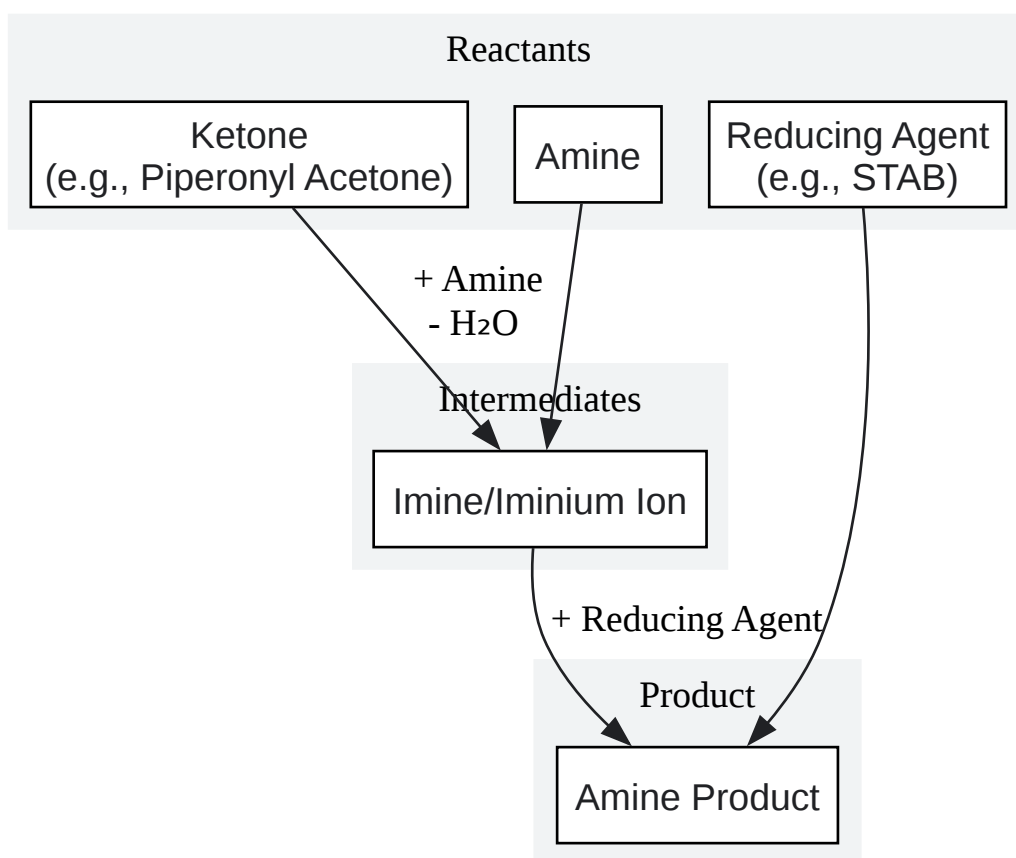 Reactants
Ketone
(e.g., Piperonyl Acetone)
Amine
Reducing Agent
(e.g., STAB)
+ Amine
- H₂O
Intermediates
Imine/Iminium Ion
+ Reducing Agent
Product
Amine Product